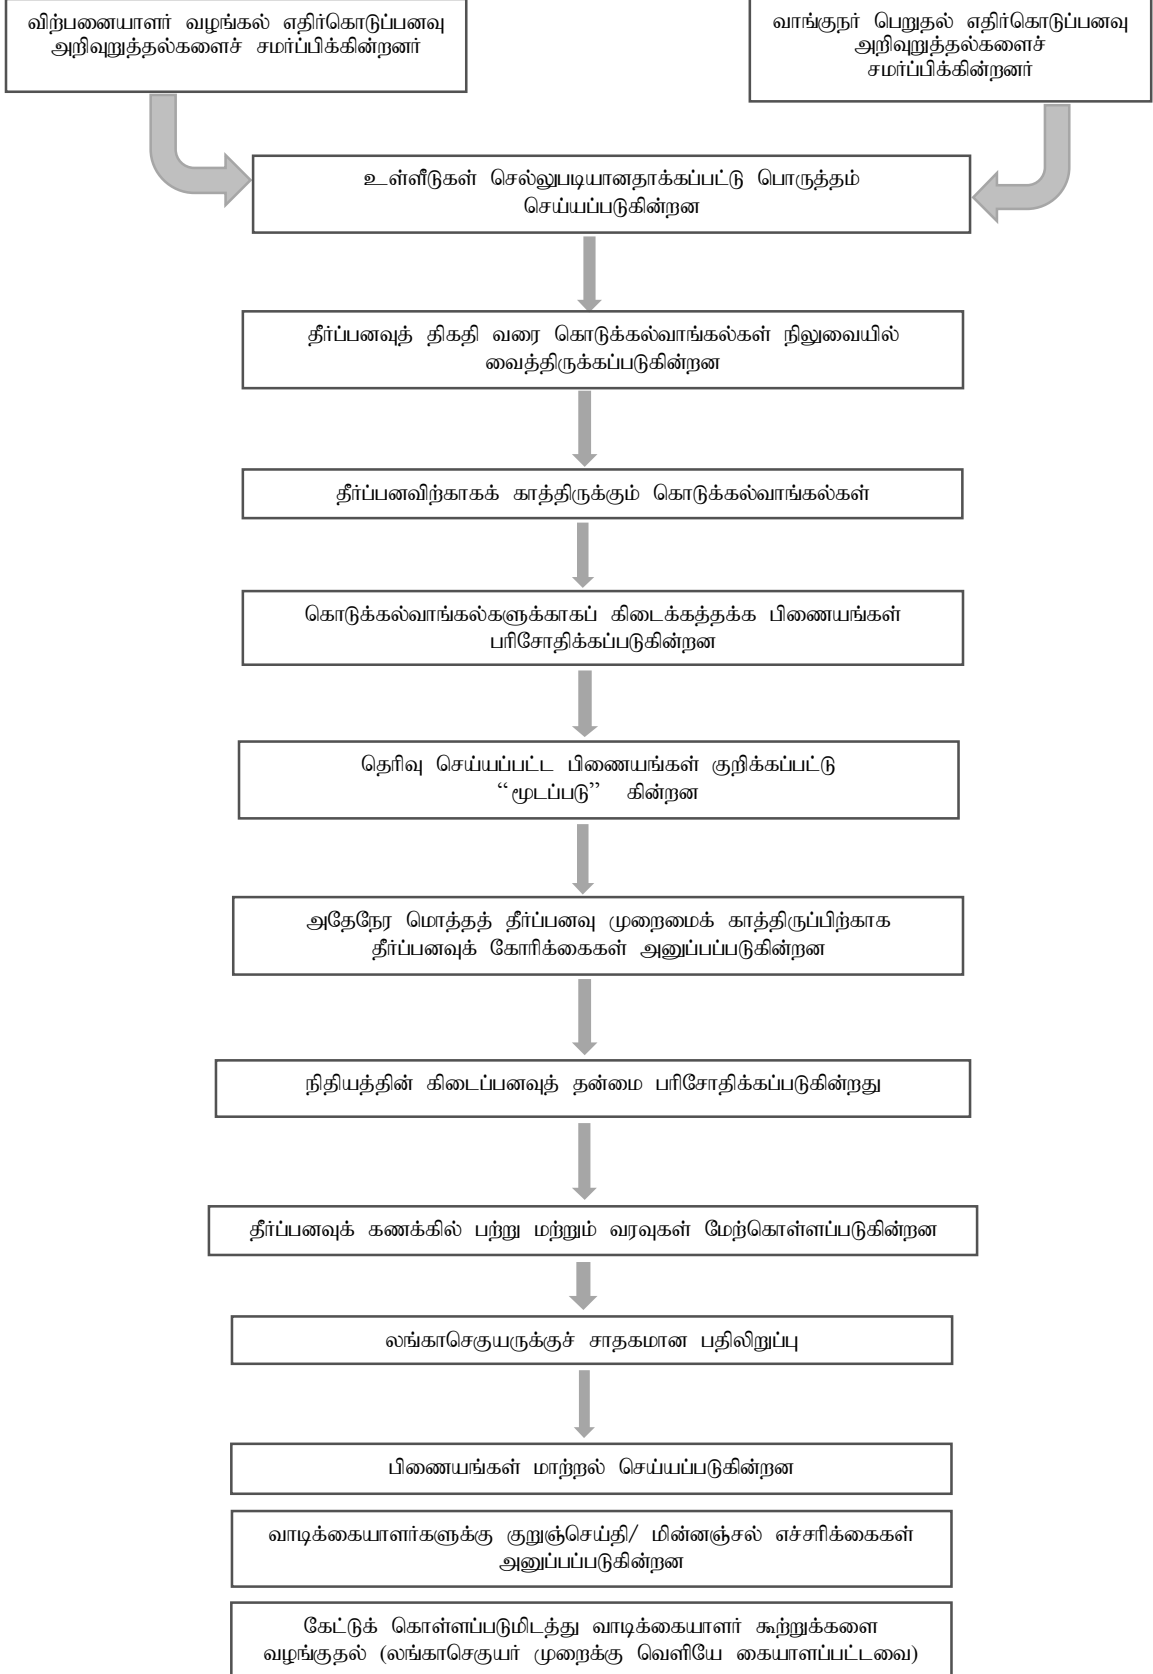 விற்பனையாளர் வழங்கல் எதிர்கொடுப்பனவு
அறிவுறுத்தல்களைச் சமர்ப்பிக்கின்றனர்
வாங்குநர் பெறுதல் எதிர்கொடுப்பனவு
அறிவுறுத்தல்களைச்
சமர்ப்பிக்கின்றனர்
உள்ளீடுகள் செல்லுபடியானதாக்கப்பட்டு பொருத்தம்
செய்யப்படுகின்றன
தீர்ப்பனவுத் திகதி வரை கொடுக்கல்வாங்கல்கள் நிலுவையில்
வைத்திருக்கப்படுகின்றன
தீர்ப்பனவிற்காகக் காத்திருக்கும் கொடுக்கல்வாங்கல்கள்
கொடுக்கல்வாங்கல்களுக்காகப் கிடைக்கத்தக்க பிணையங்கள்
பரிசோதிக்கப்படுகின்றன
தெரிவு செய்யப்பட்ட பிணையங்கள் குறிக்கப்பட்டு
“மூடப்படு” கின்றன
அதேநேர மொத்தத் தீர்ப்பனவு முறைமைக் காத்திருப்பிற்காக
தீர்ப்பனவுக் கோரிக்கைகள் அனுப்பப்படுகின்றன
நிதியத்தின் கிடைப்பனவுத் தன்மை பரிசோதிக்கப்படுகின்றது
தீர்ப்பனவுக் கணக்கில் பற்று மற்றும் வரவுகள் மேற்கொள்ளப்படுகின்றன
லங்காசெகுயருக்குச் சாதகமான பதிலிறுப்பு
பிணையங்கள் மாற்றல் செய்யப்படுகின்றன
வாடிக்கையாளர்களுக்கு குறுஞ்செய்தி/ மின்னஞ்சல் எச்சரிக்கைகள்
அனுப்பப்படுகின்றன
கேட்டுக் கொள்ளப்படுமிடத்து வாடிக்கையாளர் கூற்றுக்களை
வழங்குதல் (லங்காசெகுயர் முறைக்கு வெளியே கையாளப்பட்டவை)